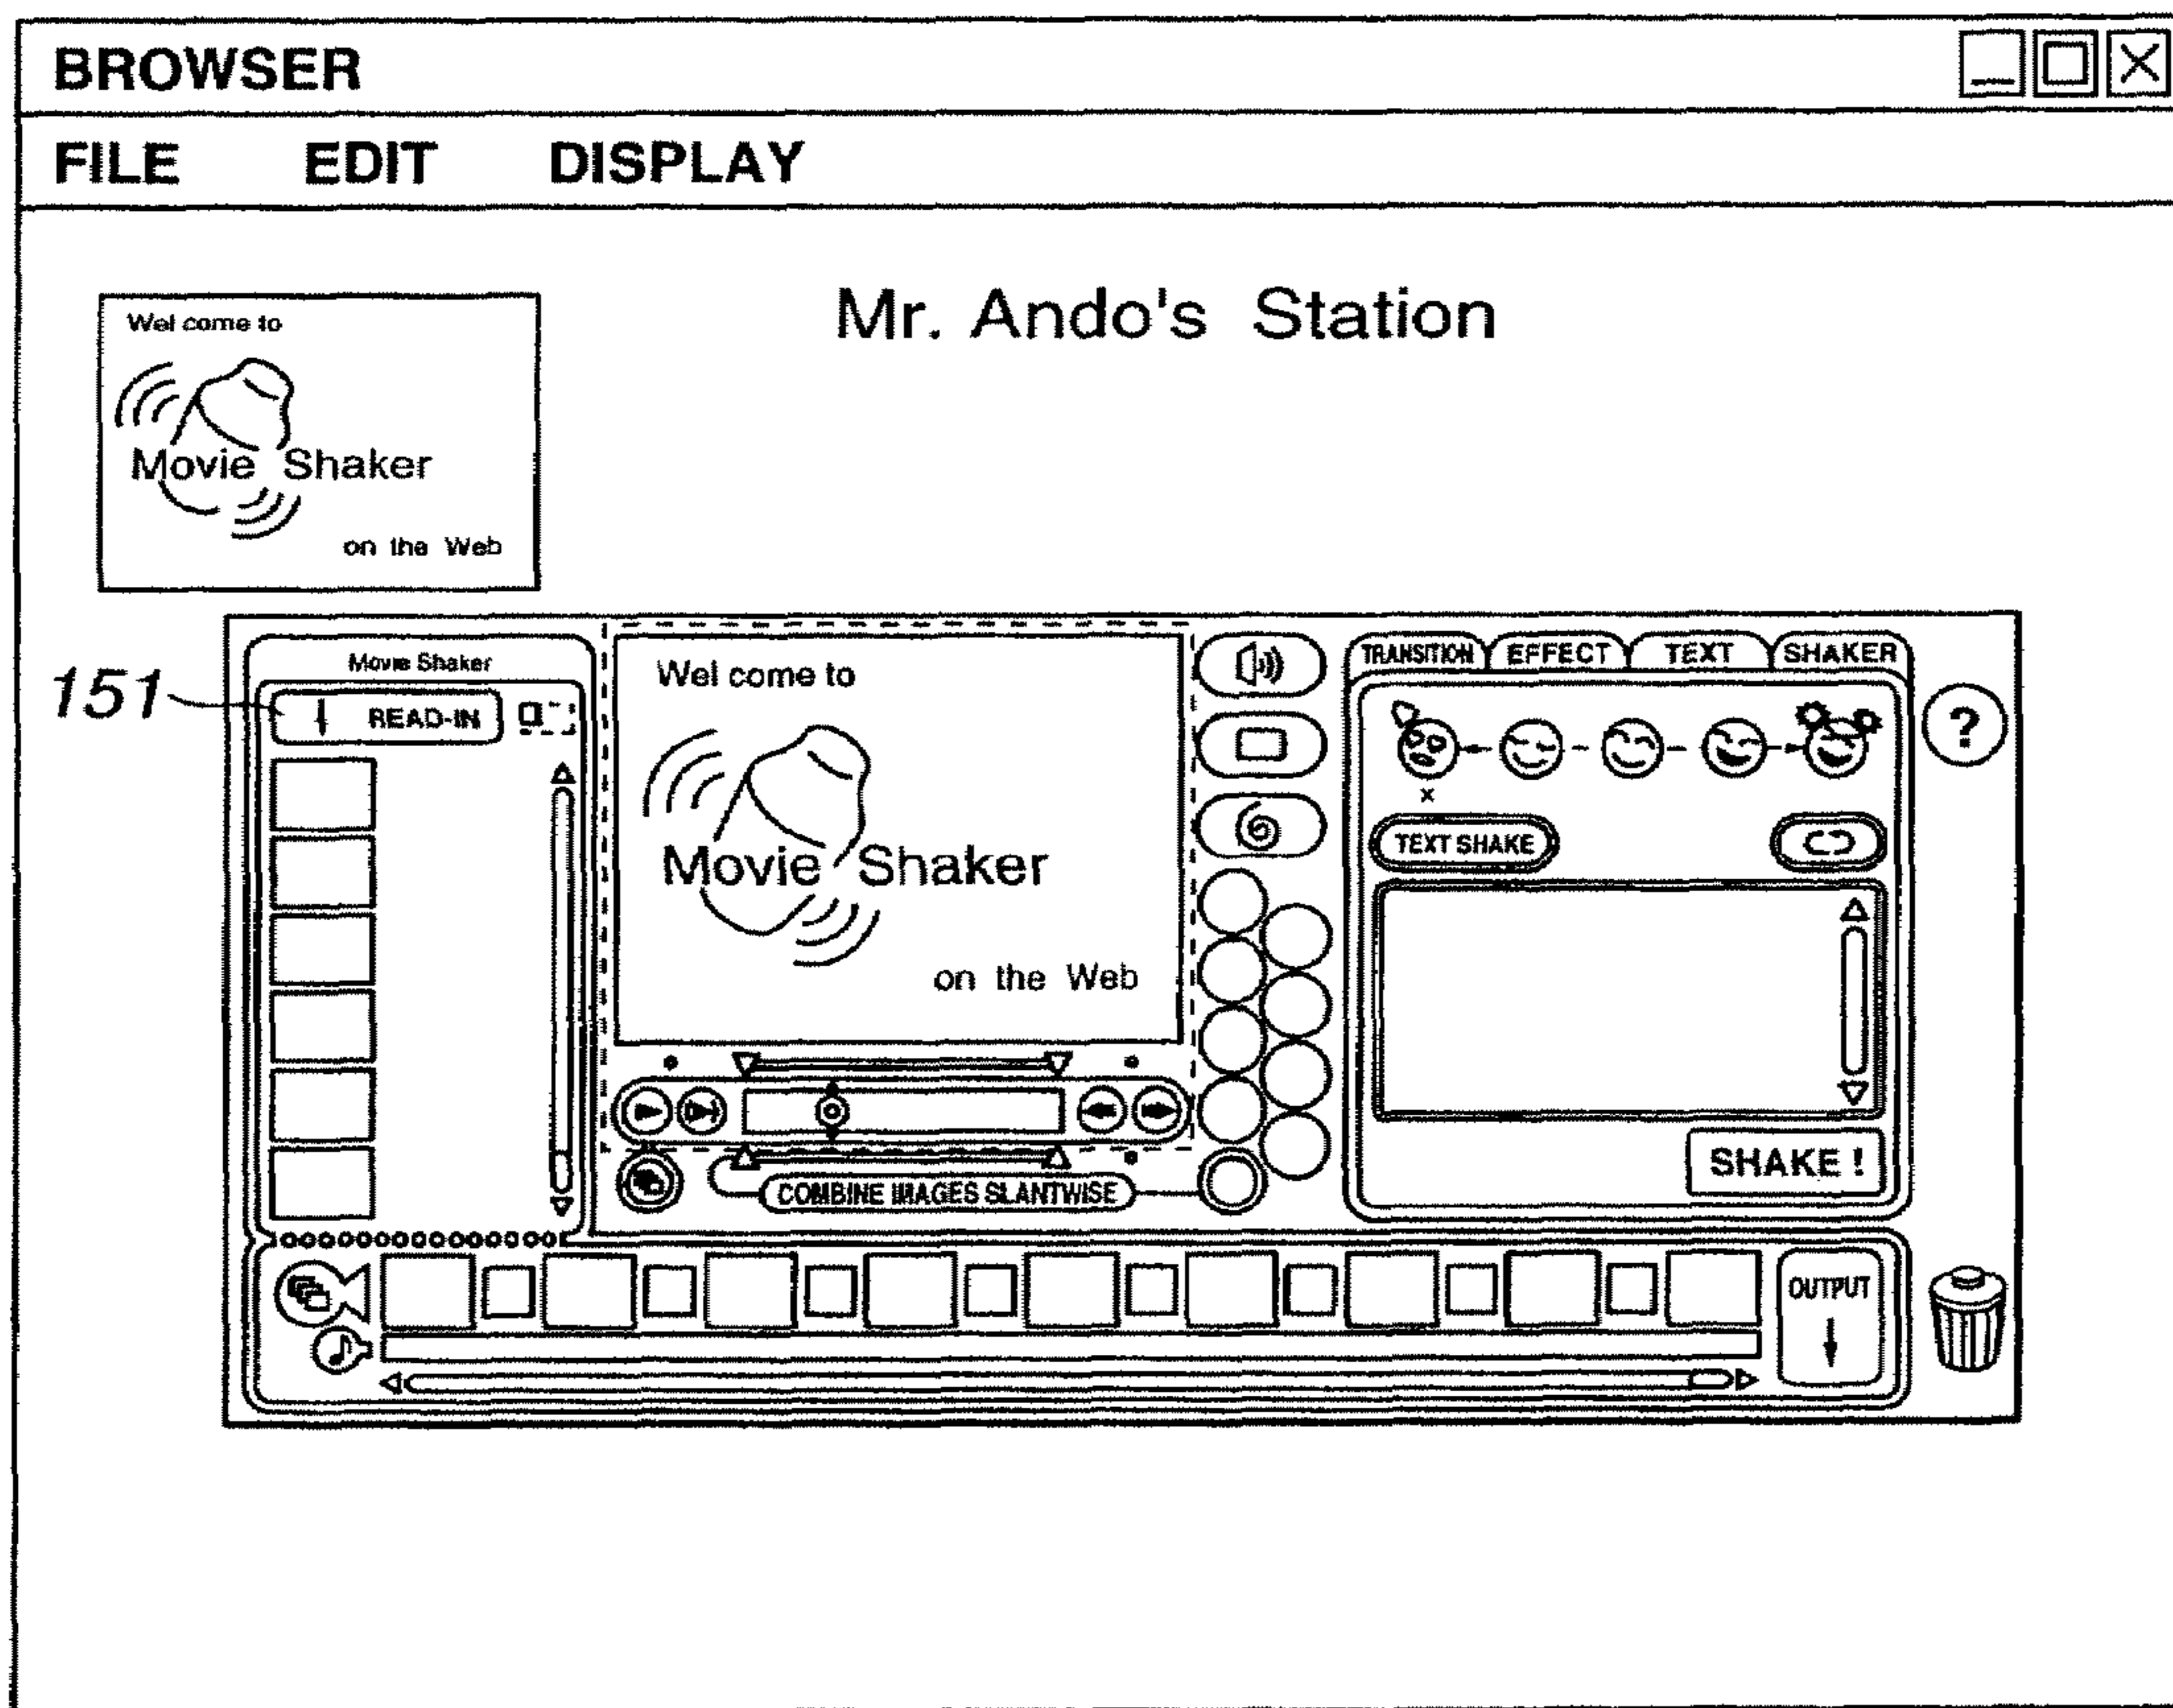 BROWSER
FILE EDIT DISPLAY
Mr. Ando's Station
Wel come to
Movie Shaker
on the Web
151
Movie Shaker
READ-IN
Wel come to
Movie Shaker
on the Web
COMBINE IMAGES SLANTWISE
TRANSITION EFFECT TEXT SHAKER
?
x
TEXT SHAKE
SHAKE !
OUTPUT